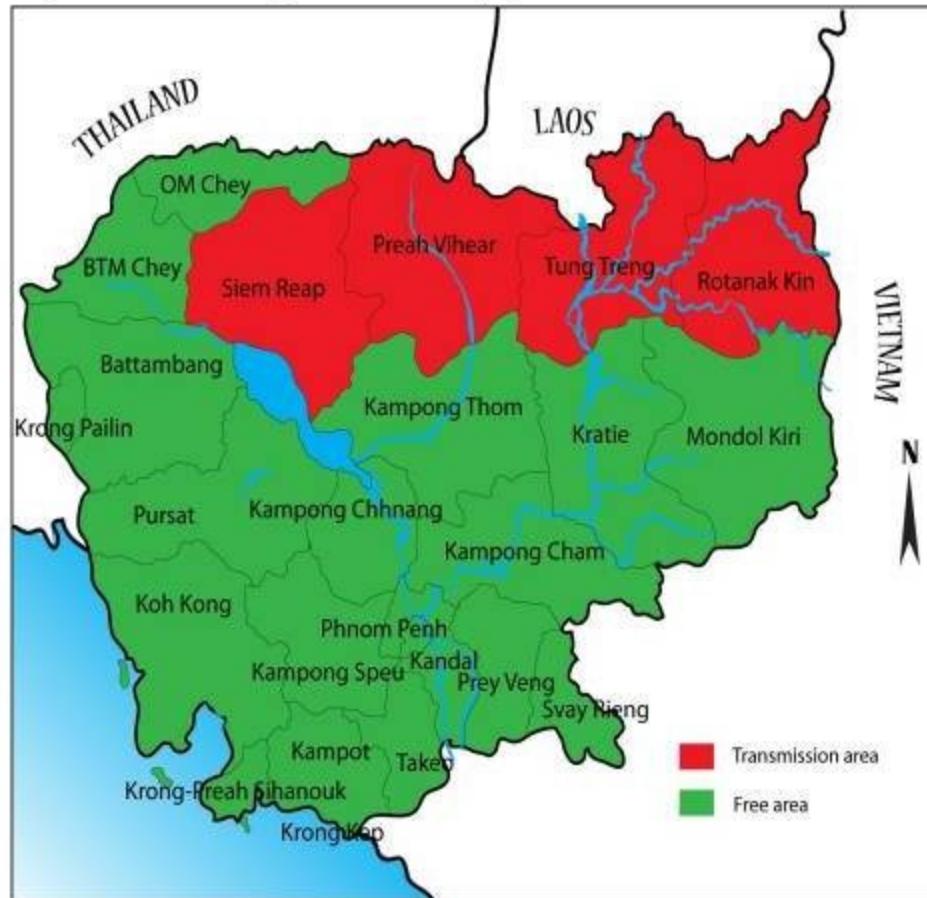 THAILAND
LAOS
OM Chey
Preah Vihear
BTM Chey
Tung Treng
Siem Reap
Rotanak Kin
VIETNAM
Battambang
Kampong Thom
Krong Pailin
Kratie
Mondol Kiri
N
Pursat
Kampong Chhnang
Kampong Cham
Koh Kong
Phnom Penh
Kandal
Kampong Speu
Prey Veng
Svay Rieng
Kampot
Takeo
Transmission area
Krong-Preah Sihanouk
Free area
Krong Kep